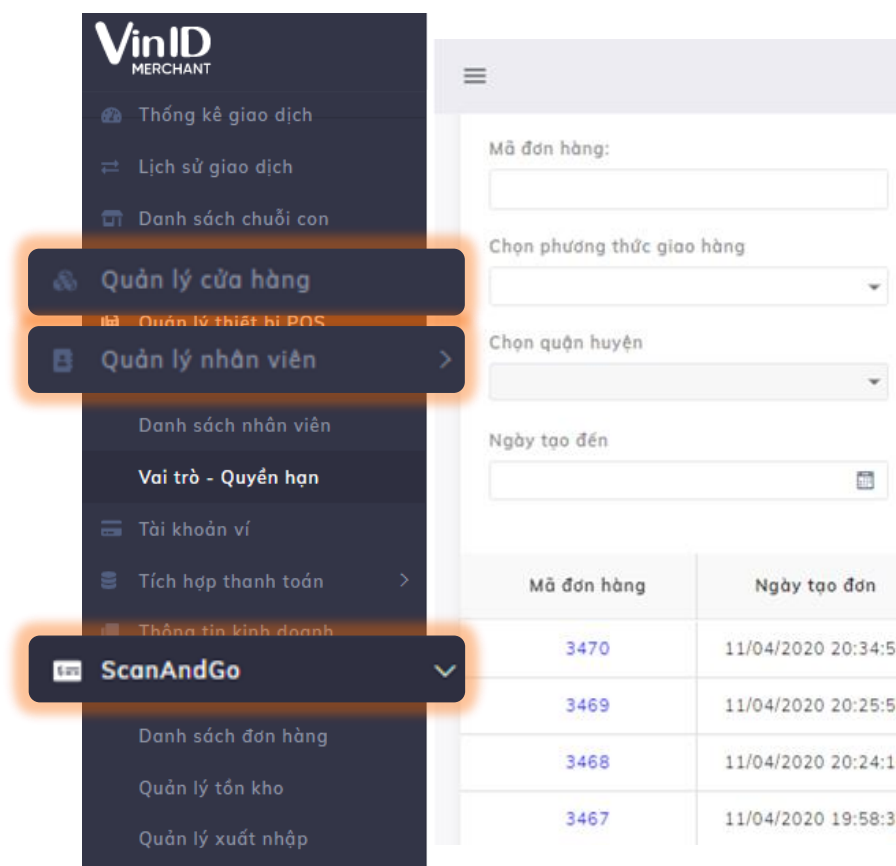 VinID
MERCHANT
Thống kê giao dịch
Lịch sử giao dịch
Danh sách chuỗi con
Quản lý cửa hàng
Quản lý thiết bị POS
Quản lý nhân viên
Danh sách nhân viên
Vai trò - Quyền hạn
Tài khoản ví
Tích hợp thanh toán
Thông tin kinh doanh
ScanAndGo
Danh sách đơn hàng
Quản lý tồn kho
Quản lý xuất nhập
Mã đơn hàng:
Chọn phương thức giao hàng
Chọn quận huyện
Ngày tạo đến
Mã đơn hàng Ngày tạo đơn
3470 11/04/2020 20:34:5
3469 11/04/2020 20:25:5
3468 11/04/2020 20:24:1
3467 11/04/2020 19:58:3